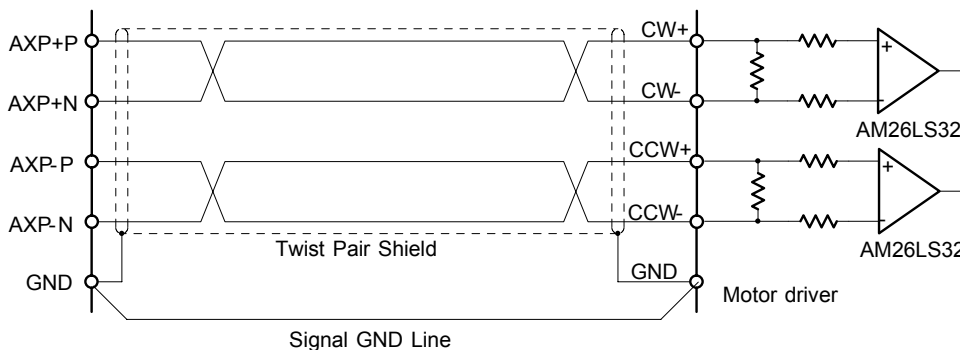 AXP+P
CW+
AXP+N
CW-
AM26LS32
AXP-P
CCW+
AXP-N
CCW-
AM26LS32
Twist Pair Shield
GND
GND
Motor driver
Signal GND Line
+
-
+
-